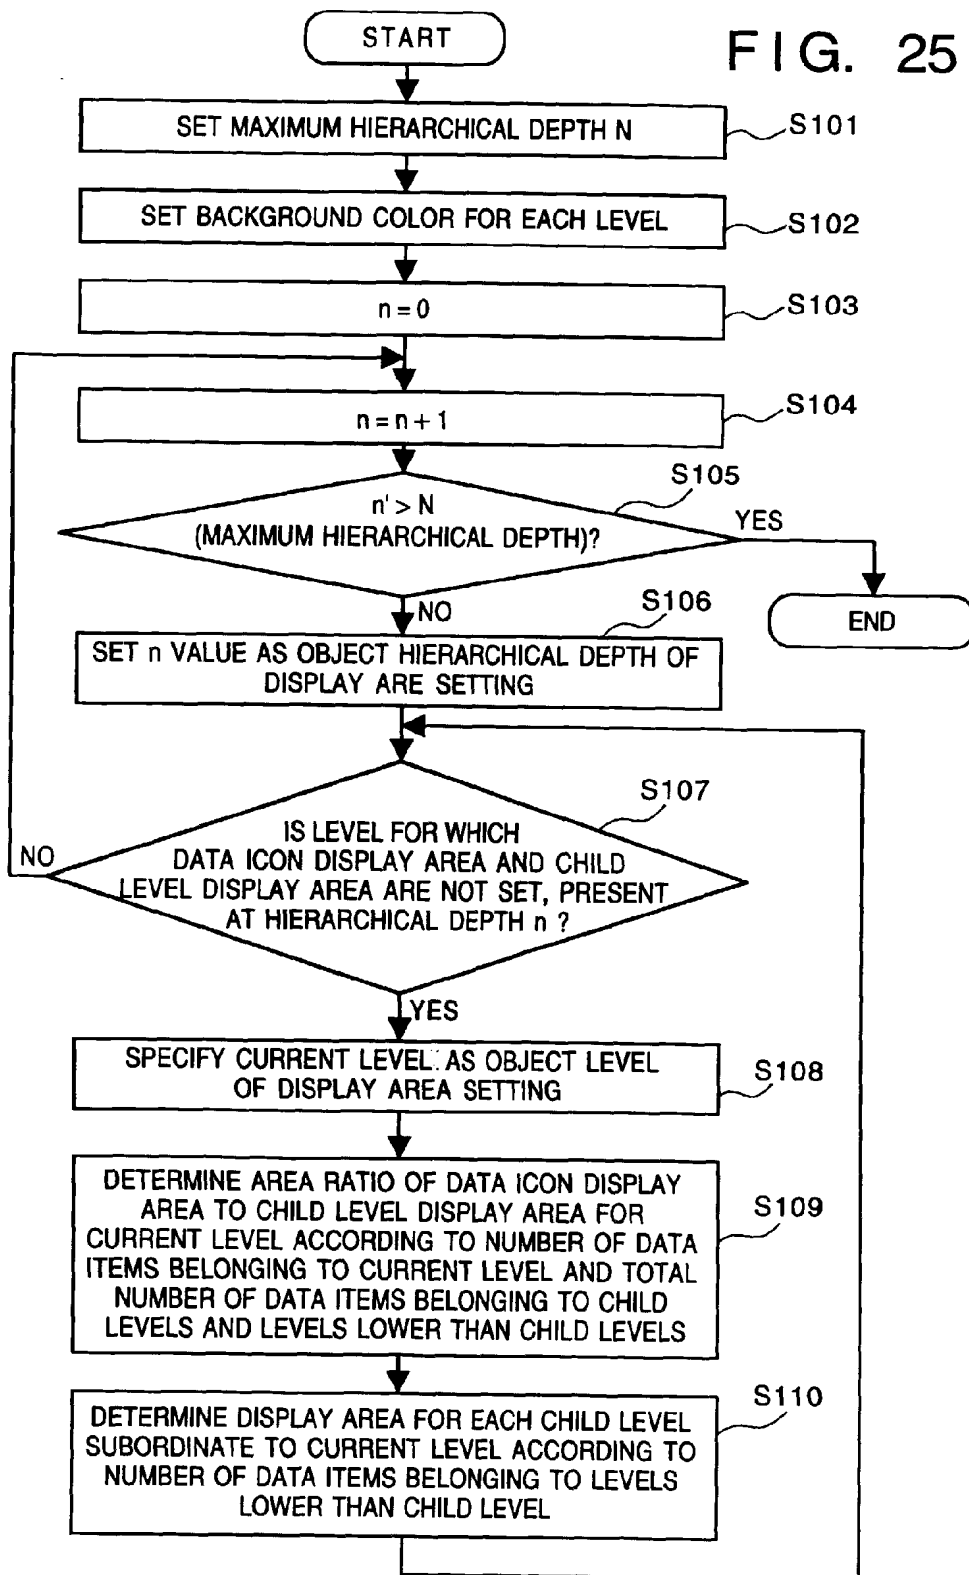 START
FIG. 25
SET MAXIMUM HIERARCHICAL DEPTH N
S101
SET BACKGROUND COLOR FOR EACH LEVEL
S102
n = 0
S103
n = n + 1
S104
n' > N
(MAXIMUM HIERARCHICAL DEPTH)?
S105
YES
END
NO
S106
SET n VALUE AS OBJECT HIERARCHICAL DEPTH OF
DISPLAY ARE SETTING
S107
IS LEVEL FOR WHICH
DATA ICON DISPLAY AREA AND CHILD
LEVEL DISPLAY AREA ARE NOT SET, PRESENT
AT HIERARCHICAL DEPTH n ?
NO
YES
SPECIFY CURRENT LEVEL AS OBJECT LEVEL
OF DISPLAY AREA SETTING
S108
DETERMINE AREA RATIO OF DATA ICON DISPLAY
AREA TO CHILD LEVEL DISPLAY AREA FOR
CURRENT LEVEL ACCORDING TO NUMBER OF DATA
ITEMS BELONGING TO CURRENT LEVEL AND TOTAL
NUMBER OF DATA ITEMS BELONGING TO CHILD
LEVELS AND LEVELS LOWER THAN CHILD LEVELS
S109
DETERMINE DISPLAY AREA FOR EACH CHILD LEVEL
SUBORDINATE TO CURRENT LEVEL ACCORDING TO
NUMBER OF DATA ITEMS BELONGING TO LEVELS
LOWER THAN CHILD LEVEL
S110